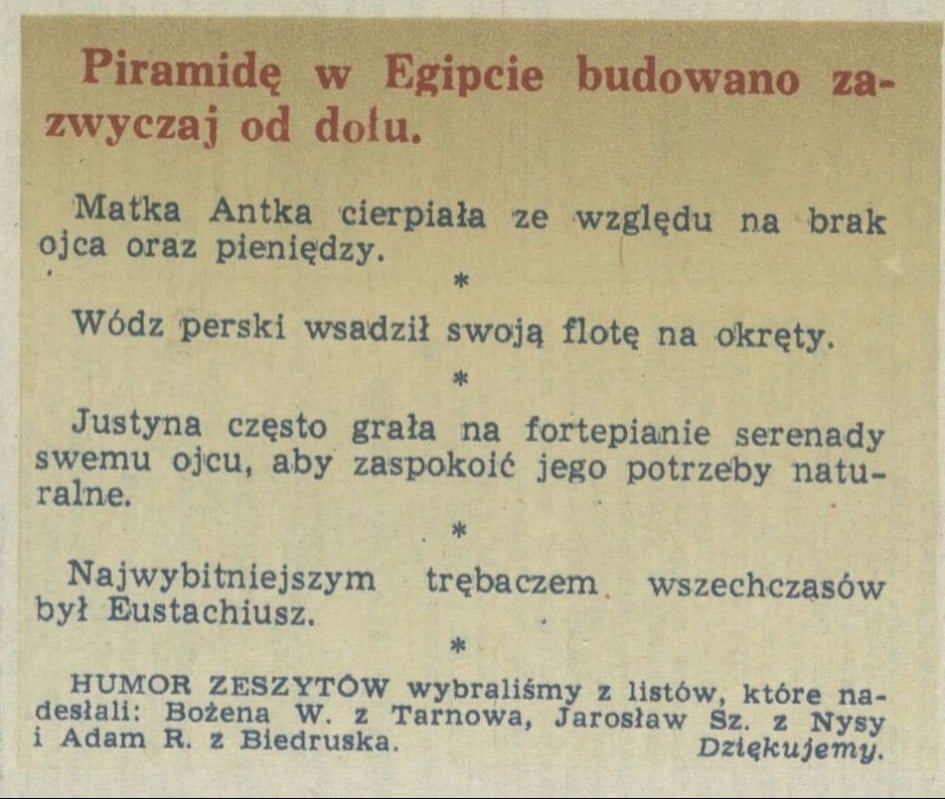 Piramidę w Egipcie budowano za-
zwyczaj od dołu.
Matka Antka cierpiała ze względu na brak
ojca oraz pieniędzy.
*
Wódz perski wsadził swoją flotę na okręty.
*
Justyna często grała na fortepianie serenady
swemu ojcu, aby zaspokoić jego potrzeby natu-
ralne.
*
Najwybitniejszym trębaczem wszechczasów
był Eustachiusz.
*
HUMOR ZESZYTÓW wybraliśmy z listów, które na-
desłali: Bożena W. z Tarnowa, Jarosław Sz. z Nysy
i Adam R. z Biedruska. Dziękujemy.